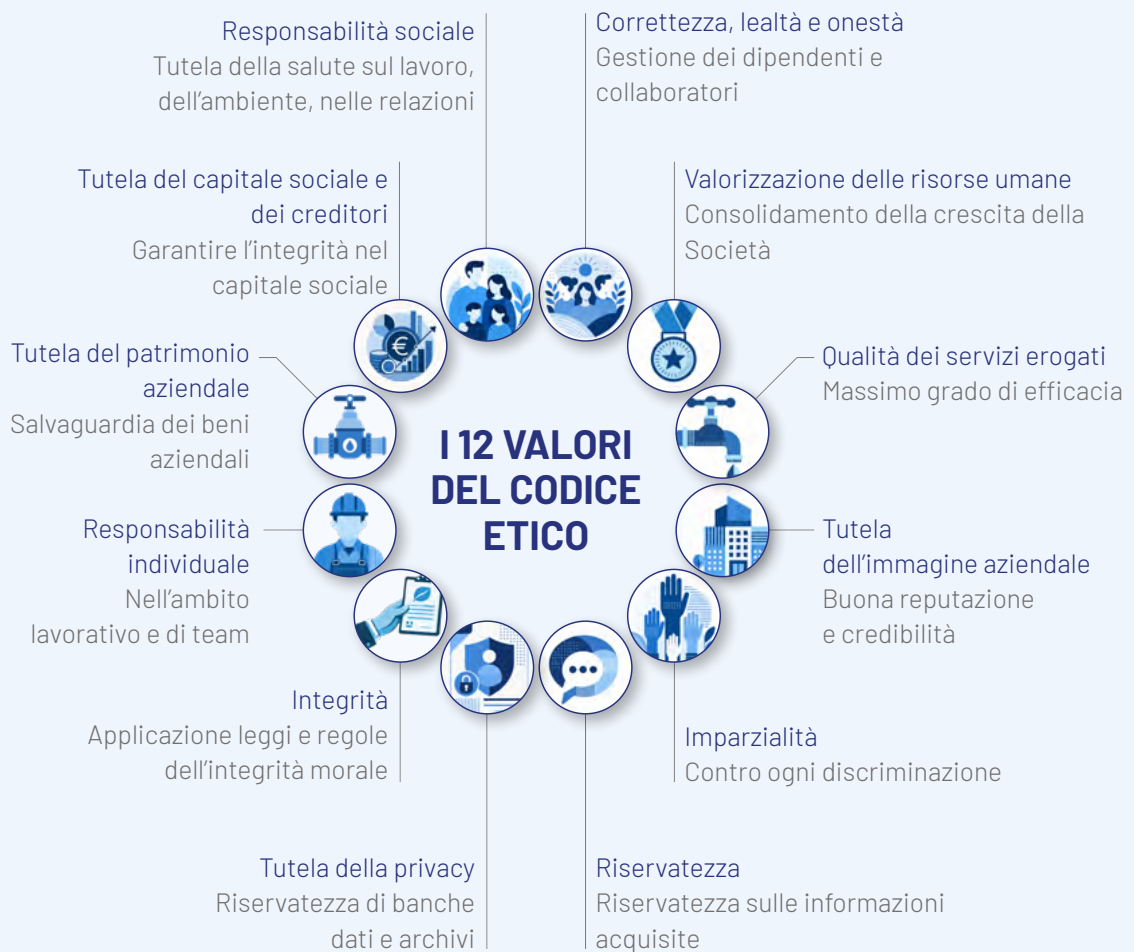 Responsabilità sociale
Tutela della salute sul lavoro,
dell'ambiente, nelle relazioni
Correttezza, lealtà e onestà
Gestione dei dipendenti e
collaboratori
Tutela del capitale sociale e
dei creditori
Garantire l'integrità nel
capitale sociale
Valorizzazione delle risorse umane
Consolidamento della crescita della
Società
Tutela del patrimonio
aziendale
Salvaguardia dei beni
aziendali
Qualità dei servizi erogati
Massimo grado di efficacia
I 12 VALORI
DEL CODICE
ETICO
Responsabilità
individuale
Nell'ambito
lavorativo e di team
Tutela
dell'immagine aziendale
Buona reputazione
e credibilità
Integrità
Applicazione leggi e regole
dell'integrità morale
Imparzialità
Contro ogni discriminazione
Tutela della privacy
Riservatezza di banche
dati e archivi
Riservatezza
Riservatezza sulle informazioni
acquisite